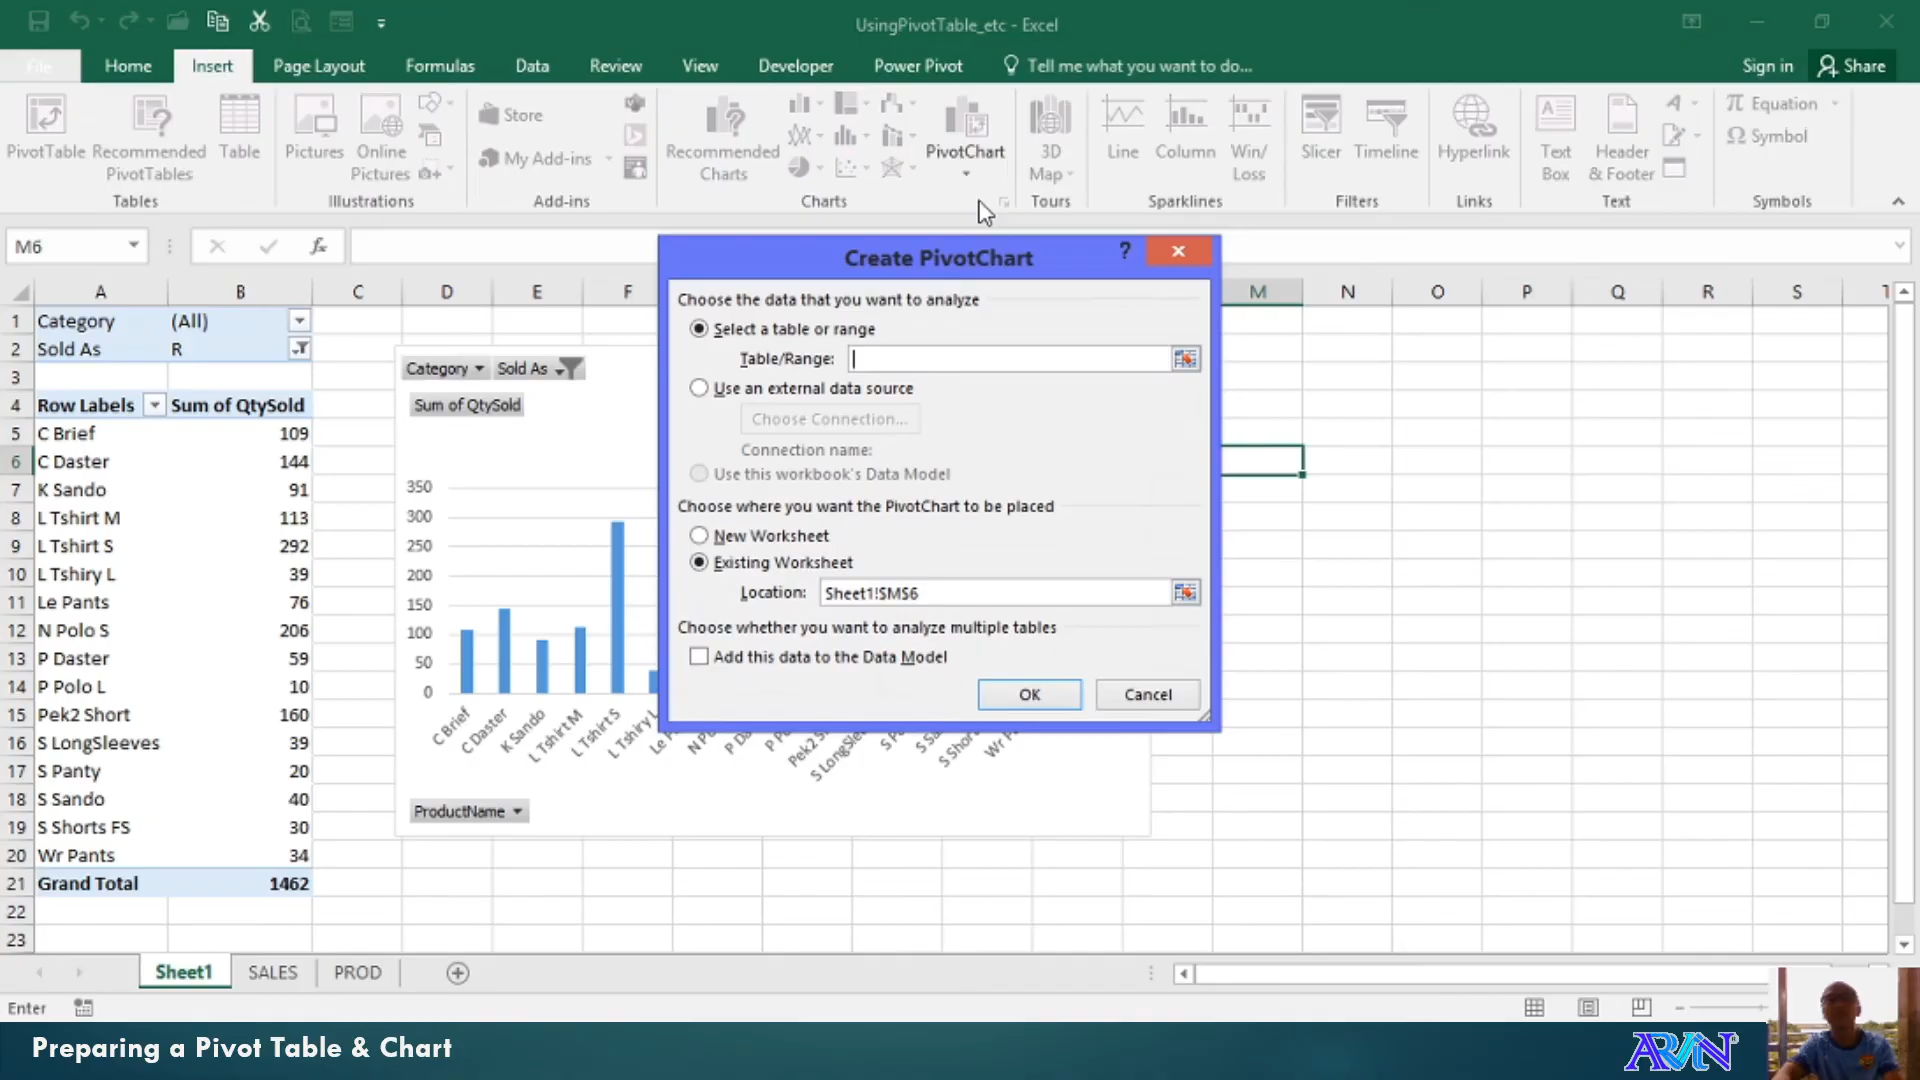 UsingPivotTable_etc - Excel
File Home Insert Page Layout Formulas Data Review View Developer Power Pivot Tell me what you want to do... Sign in Share
PivotTable Recommended PivotTables Table Pictures Online Pictures Store My Add-ins Recommended Charts PivotChart 3D Map Line Column Win/ Loss Slicer Timeline Hyperlink Text Box Header & Footer Equation Symbol
Tables Illustrations Add-ins Charts Tours Sparklines Filters Links Text Symbols
M6 fx
A B C D E F M N O P Q R S T
1 Category (All)
2 Sold As R
3
4 Row Labels Sum of QtySold
5 C Brief 109
6 C Daster 144
7 K Sando 91
8 L Tshirt M 113
9 L Tshirt S 292
10 L Tshiry L 39
11 Le Pants 76
12 N Polo S 206
13 P Daster 59
14 P Polo L 10
15 Pek2 Short 160
16 S LongSleeves 39
17 S Panty 20
18 S Sando 40
19 S Shorts FS 30
20 Wr Pants 34
21 Grand Total 1462
22
23
Category Sold As
Sum of QtySold
350
300
250
200
150
100
50
0
C Brief
C Daster
K Sando
L Tshirt M
L Tshirt S
ProductName
Create PivotChart
?
Choose the data that you want to analyze
Select a table or range
Table/Range:
Use an external data source
Choose Connection...
Connection name:
Use this workbook's Data Model
Choose where you want the PivotChart to be placed
New Worksheet
Existing Worksheet
Location: Sheet1!$M$6
Choose whether you want to analyze multiple tables
Add this data to the Data Model
OK Cancel
Sheet1 SALES PROD
Enter
Preparing a Pivot Table & Chart
ARVIN